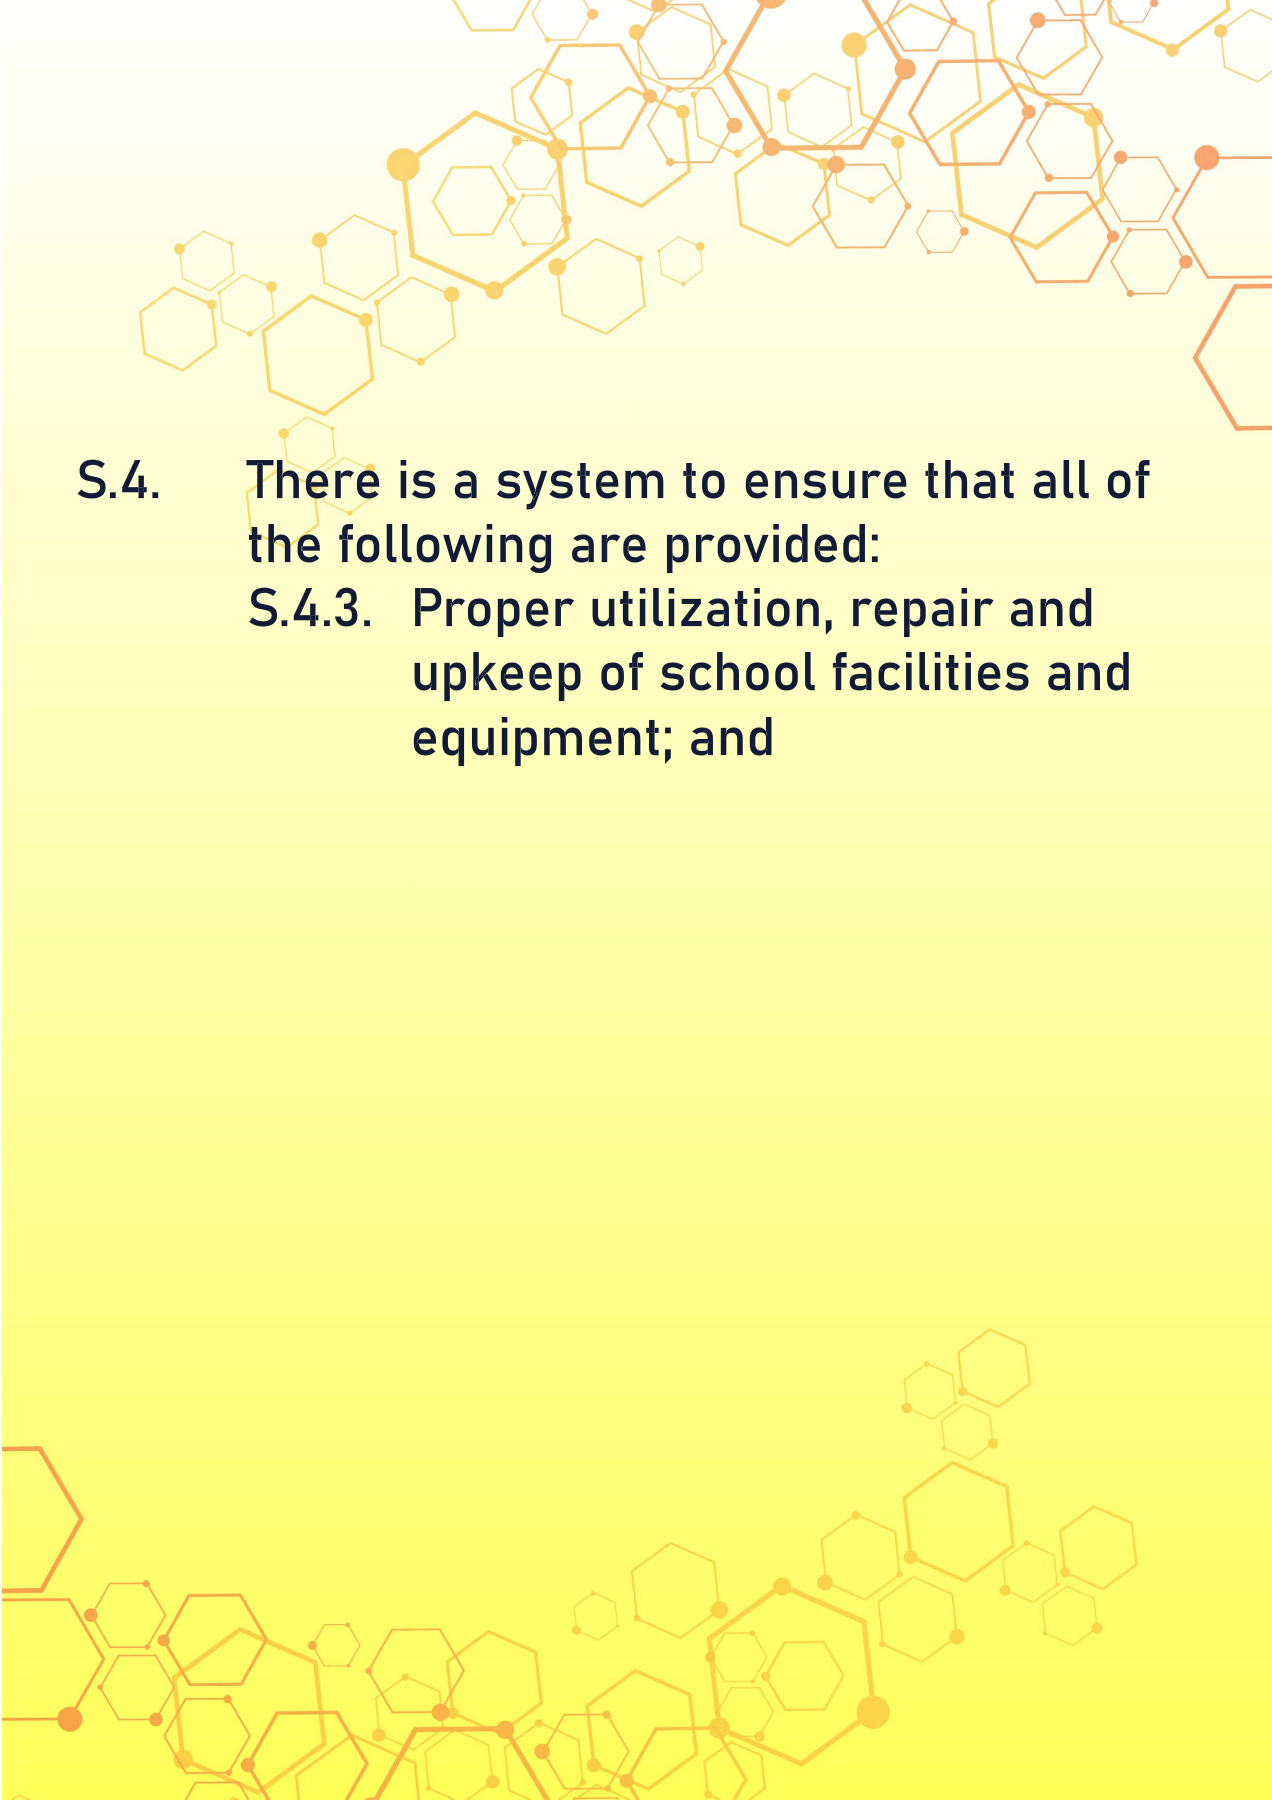 S.4. There is a system to ensure that all of
the following are provided:
S.4.3. Proper utilization, repair and
upkeep of school facilities and
equipment; and